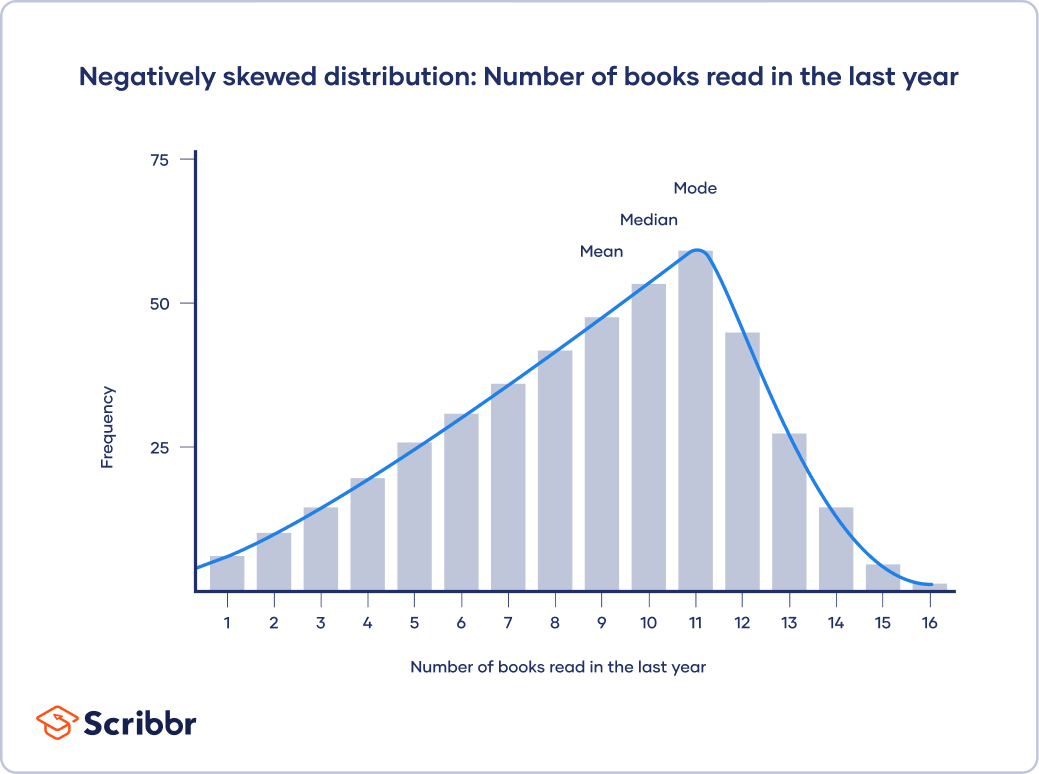 Negatively skewed distribution: Number of books read in the last year
75
Mode
Median
Mean
50
Frequency
25
1 2 3 4 5 6 7 8 9 10 11 12 13 14 15 16
Number of books read in the last year
Scribbr